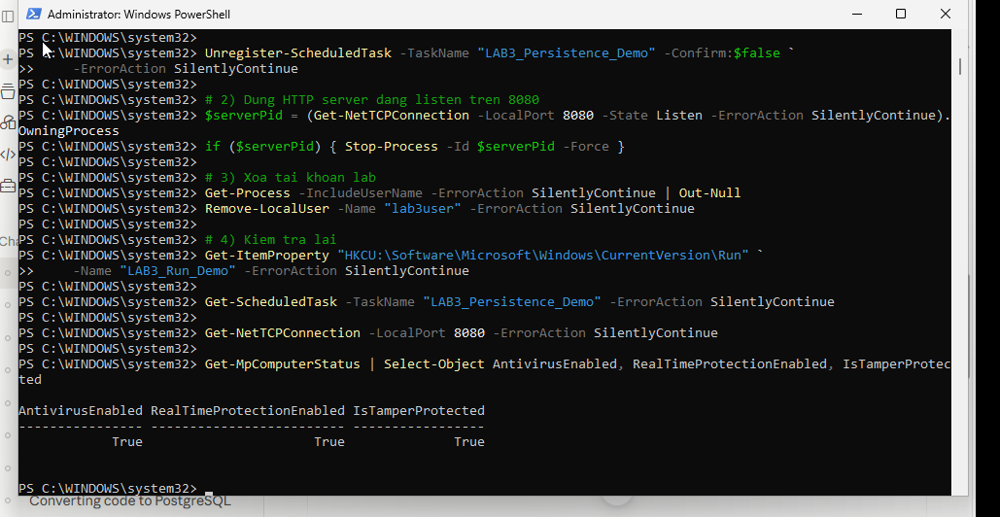 Administrator: Windows PowerShell
PS C:\WINDOWS\system32>
PS C:\WINDOWS\system32> Unregister-ScheduledTask -TaskName "LAB3_Persistence_Demo" -Confirm:$false `
>>      -ErrorAction SilentlyContinue
PS C:\WINDOWS\system32>
PS C:\WINDOWS\system32> # 2) Dung HTTP server dang listen tren 8080
PS C:\WINDOWS\system32> $serverPid = (Get-NetTCPConnection -LocalPort 8080 -State Listen -ErrorAction SilentlyContinue).
OwningProcess
PS C:\WINDOWS\system32> if ($serverPid) { Stop-Process -Id $serverPid -Force }
PS C:\WINDOWS\system32>
PS C:\WINDOWS\system32> # 3) Xoa tai khoan lab
PS C:\WINDOWS\system32> Get-Process -IncludeUserName -ErrorAction SilentlyContinue | Out-Null
PS C:\WINDOWS\system32> Remove-LocalUser -Name "lab3user" -ErrorAction SilentlyContinue
PS C:\WINDOWS\system32>
PS C:\WINDOWS\system32> # 4) Kiem tra lai
PS C:\WINDOWS\system32> Get-ItemProperty "HKCU:\Software\Microsoft\Windows\CurrentVersion\Run" `
>>      -Name "LAB3_Run_Demo" -ErrorAction SilentlyContinue
PS C:\WINDOWS\system32>
PS C:\WINDOWS\system32> Get-ScheduledTask -TaskName "LAB3_Persistence_Demo" -ErrorAction SilentlyContinue
PS C:\WINDOWS\system32>
PS C:\WINDOWS\system32> Get-NetTCPConnection -LocalPort 8080 -ErrorAction SilentlyContinue
PS C:\WINDOWS\system32>
PS C:\WINDOWS\system32> Get-MpComputerStatus | Select-Object AntivirusEnabled, RealTimeProtectionEnabled, IsTamperProtec
ted
AntivirusEnabled RealTimeProtectionEnabled IsTamperProtected
---------------- ------------------------- -----------------
            True                      True              True
PS C:\WINDOWS\system32>
Converting code to PostgreSQL